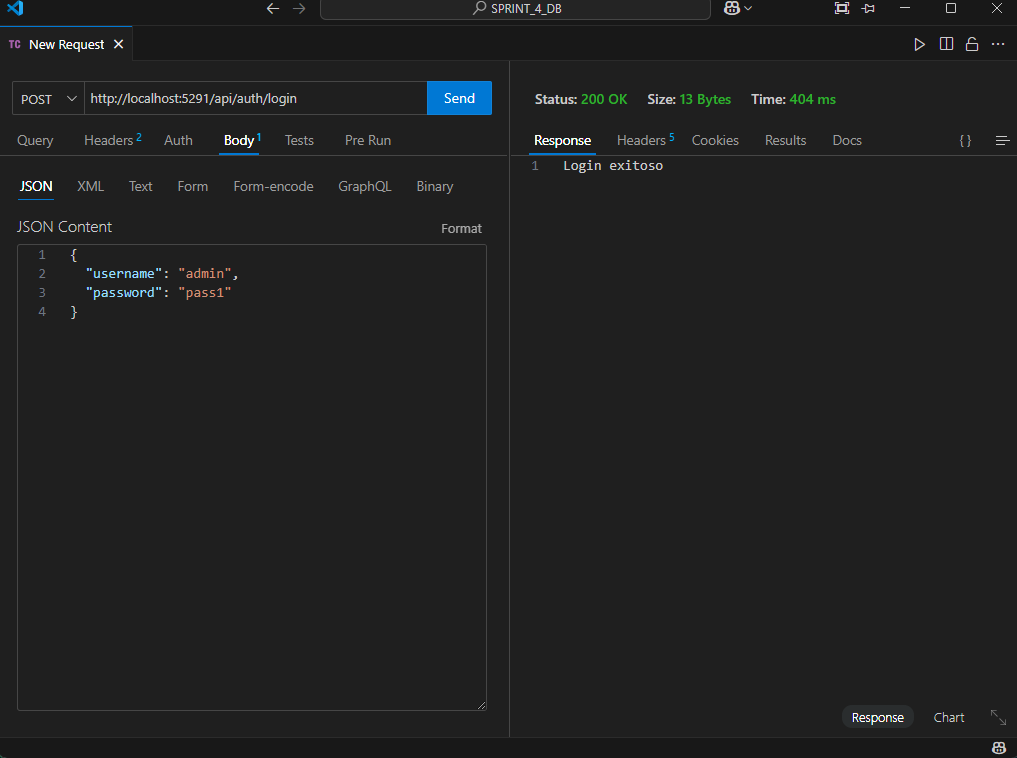 SPRINT_4_DB
TC New Request
POST http://localhost:5291/api/auth/login Send
Query Headers 2 Auth Body 1 Tests Pre Run
JSON XML Text Form Form-encode GraphQL Binary
JSON Content Format
1 {
2 "username": "admin",
3 "password": "pass1"
4 }
Status: 200 OK Size: 13 Bytes Time: 404 ms
Response Headers 5 Cookies Results Docs { }
1 Login exitoso
Response Chart